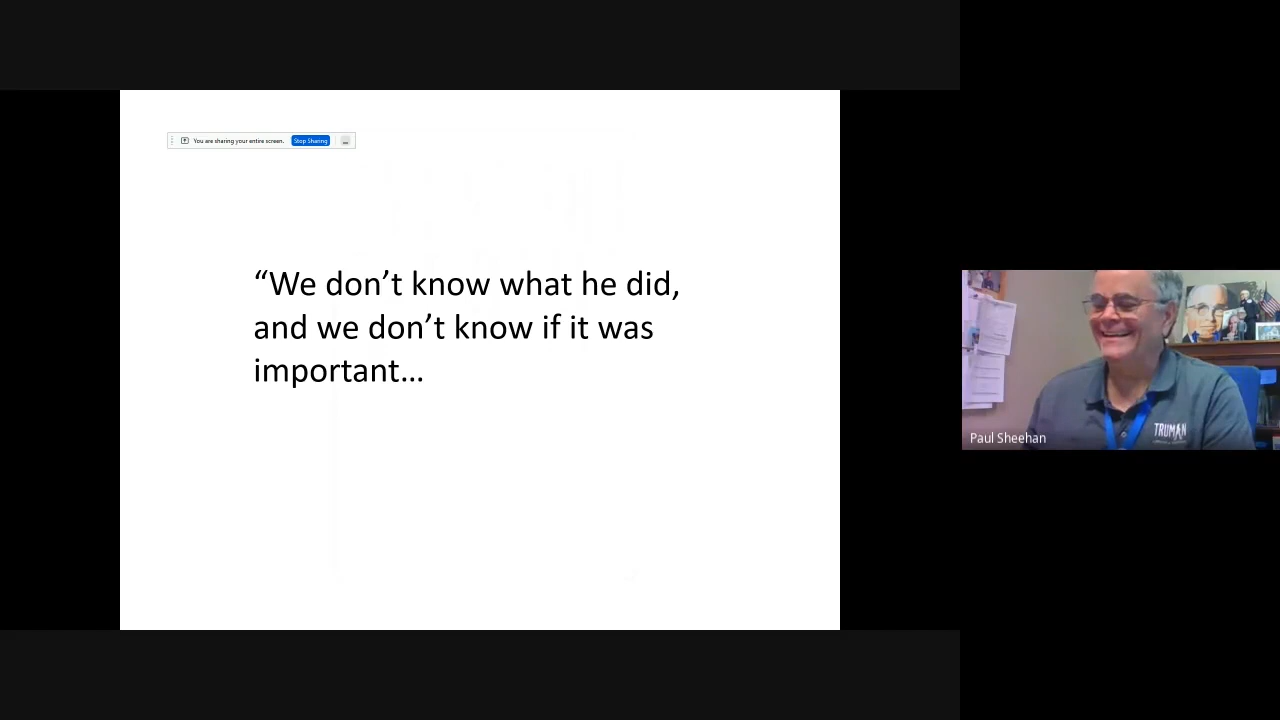 You are sharing your entire screen.
Stop Sharing
“We don’t know what he did,
and we don’t know if it was
important…
TRUMAN
Paul Sheehan